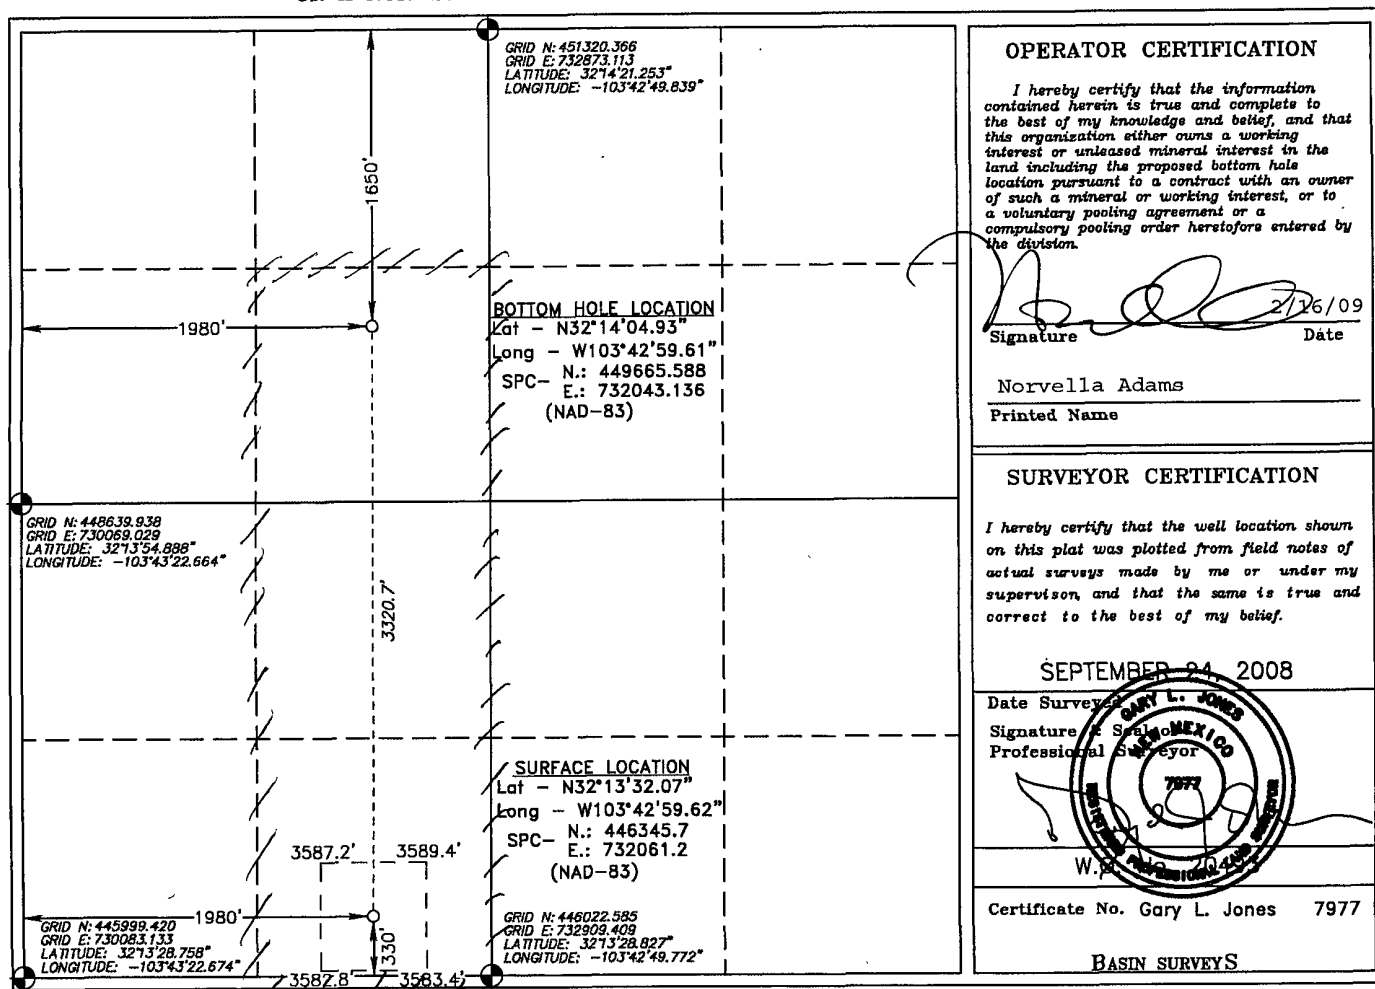 GRID N: 451320.366
GRID E: 732873.113
LATITUDE: 32°14'21.253"
LONGITUDE: -103°42'49.839"
1650'
1980'
BOTTOM HOLE LOCATION
Lat - N32°14'04.93"
Long - W103°42'59.61"
SPC- N.: 449665.588
E.: 732043.136
(NAD-83)
GRID N: 448639.938
GRID E: 730069.029
LATITUDE: 32°13'54.888"
LONGITUDE: -103°43'22.664"
3320.7'
SURFACE LOCATION
Lat - N32°13'32.07"
Long - W103°42'59.62"
SPC- N.: 446345.7
E.: 732061.2
(NAD-83)
3587.2' 3589.4'
1980'
330'
GRID N: 445999.420
GRID E: 730083.133
LATITUDE: 32°13'28.758"
LONGITUDE: -103°43'22.674"
GRID N: 446022.585
GRID E: 732909.409
LATITUDE: 32°13'28.827"
LONGITUDE: -103°42'49.772"
3582.8' 3583.4'
OPERATOR CERTIFICATION
I hereby certify that the information
contained herein is true and complete to
the best of my knowledge and belief, and that
this organization either owns a working
interest or unleased mineral interest in the
land including the proposed bottom hole
location pursuant to a contract with an owner
of such a mineral or working interest, or to
a voluntary pooling agreement or a
compulsory pooling order heretofore entered by
the division.
2/16/09
Signature Date
Norvella Adams
Printed Name
SURVEYOR CERTIFICATION
I hereby certify that the well location shown
on this plat was plotted from field notes of
actual surveys made by me or under my
supervison, and that the same is true and
correct to the best of my belief.
SEPTEMBER 24, 2008
Date Surveyed
Signature & Seal of
Professional Surveyor
GARY L. JONES
NEW MEXICO
7977
REGISTERED PROFESSIONAL LAND SURVEYOR
W.O.
Certificate No. Gary L. Jones 7977
BASIN SURVEYS